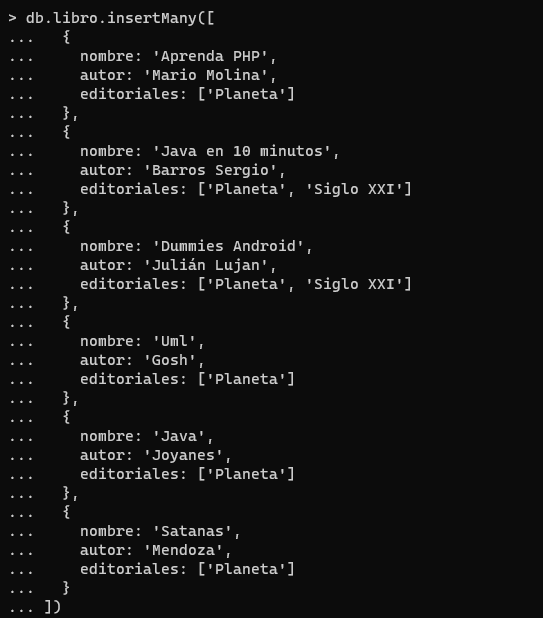 > db.libro.insertMany([
...   {
...     nombre: 'Aprenda PHP',
...     autor: 'Mario Molina',
...     editoriales: ['Planeta']
...   },
...   {
...     nombre: 'Java en 10 minutos',
...     autor: 'Barros Sergio',
...     editoriales: ['Planeta', 'Siglo XXI']
...   },
...   {
...     nombre: 'Dummies Android',
...     autor: 'Julián Lujan',
...     editoriales: ['Planeta', 'Siglo XXI']
...   },
...   {
...     nombre: 'Uml',
...     autor: 'Gosh',
...     editoriales: ['Planeta']
...   },
...   {
...     nombre: 'Java',
...     autor: 'Joyanes',
...     editoriales: ['Planeta']
...   },
...   {
...     nombre: 'Satanas',
...     autor: 'Mendoza',
...     editoriales: ['Planeta']
...   }
... ])